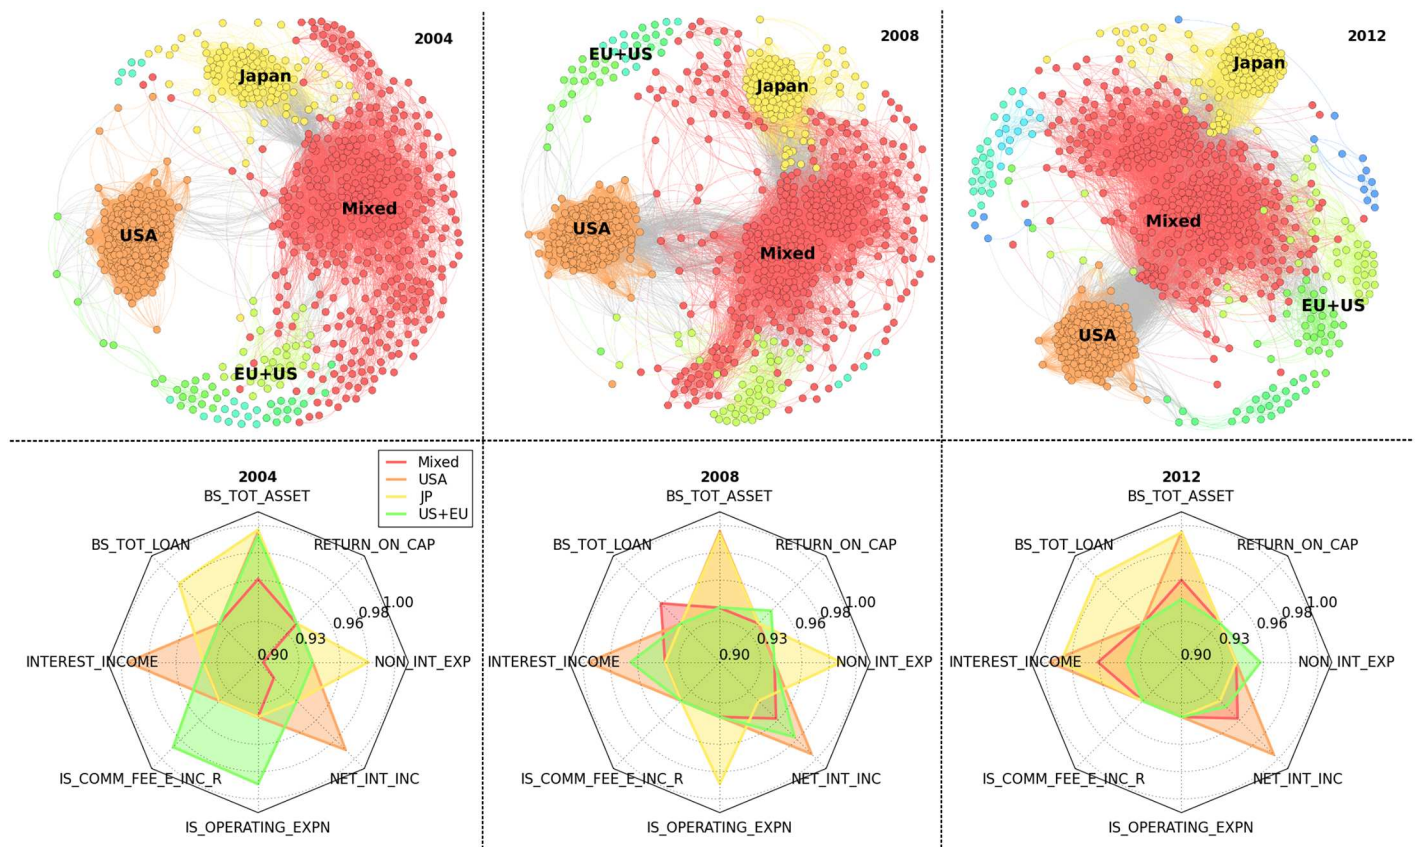 2004
Japan
Mixed
USA
EU+US
2008
EU+US
Japan
USA
Mixed
2012
Japan
Mixed
EU+US
USA
Mixed
USA
JP
US+EU
2004
BS_TOT_ASSET
BS_TOT_LOAN
RETURN_ON_CAP
1.00
0.98
0.96
0.93
0.90
INTEREST_INCOME
NON_INT_EXP
IS_COMM_FEE_E_INC_R
NET_INT_INC
IS_OPERATING_EXPN
2008
BS_TOT_ASSET
BS_TOT_LOAN
RETURN_ON_CAP
1.00
0.98
0.96
0.93
0.90
INTEREST_INCOME
NON_INT_EXP
IS_COMM_FEE_E_INC_R
NET_INT_INC
IS_OPERATING_EXPN
2012
BS_TOT_ASSET
BS_TOT_LOAN
RETURN_ON_CAP
1.00
0.98
0.96
0.93
0.90
INTEREST_INCOME
NON_INT_EXP
IS_COMM_FEE_E_INC_R
NET_INT_INC
IS_OPERATING_EXPN